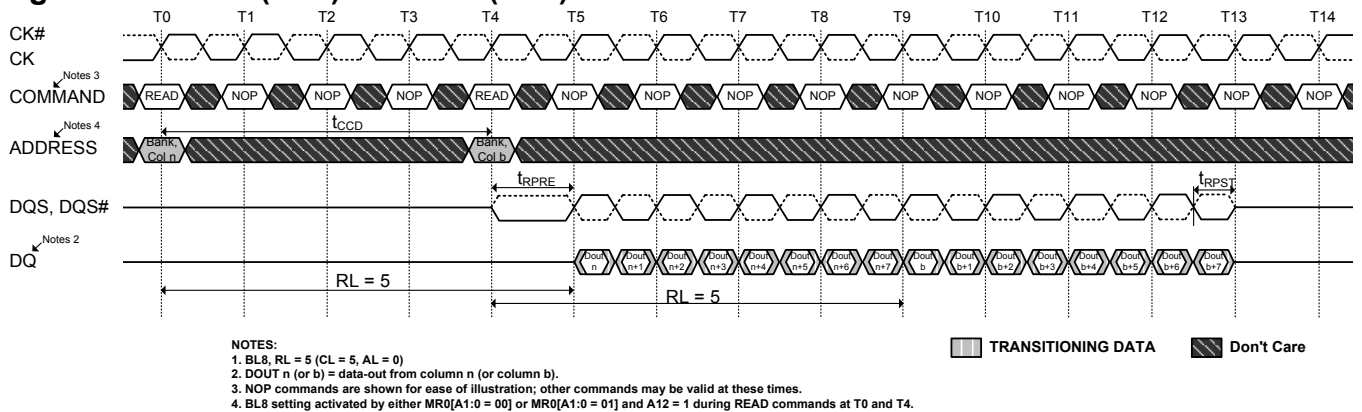 T0 T1 T2 T3 T4 T5 T6 T7 T8 T9 T10 T11 T12 T13 T14
CK#
CK
Notes 3
COMMAND READ NOP NOP NOP READ NOP NOP NOP NOP NOP NOP NOP NOP NOP NOP
Notes 4
tCCD
ADDRESS Bank, Col n Bank, Col b
tRPRE tRPST
DQS, DQS#
Notes 2
DQ Dout n Dout n+1 Dout n+2 Dout n+3 Dout n+4 Dout n+5 Dout n+6 Dout n+7 Dout b Dout b+1 Dout b+2 Dout b+3 Dout b+4 Dout b+5 Dout b+6 Dout b+7
RL = 5 RL = 5
NOTES:
1. BL8, RL = 5 (CL = 5, AL = 0)
2. DOUT n (or b) = data-out from column n (or column b).
3. NOP commands are shown for ease of illustration; other commands may be valid at these times.
4. BL8 setting activated by either MR0[A1:0 = 00] or MR0[A1:0 = 01] and A12 = 1 during READ commands at T0 and T4.
TRANSITIONING DATA Don't Care